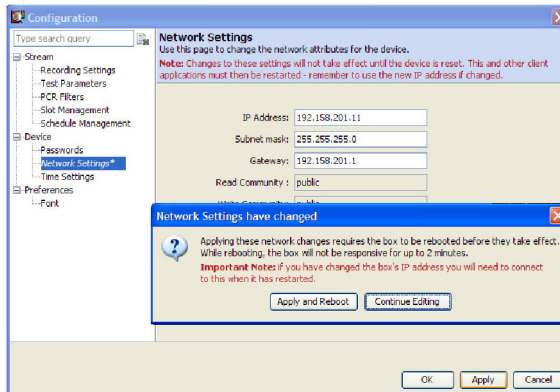 Configuration
Type search query
Stream
Recording Settings
Test Parameters
PCR Filters
Slot Management
Schedule Management
Device
Passwords
Network Settings*
Time Settings
Preferences
Font
Network Settings
Use this page to change the network attributes for the device.
Note: Changes to these settings will not take effect until the device is reset. This and other client
applications must then be restarted - remember to use the new IP address if changed.
IP Address: 192.158.201.11
Subnet mask: 255.255.255.0
Gateway: 192.158.201.1
Read Community : public
Network Settings have changed
Applying these network changes requires the box to be rebooted before they take effect.
While rebooting, the box will not be responsive for up to 2 minutes.
Important Note: if you have changed the box's IP address you will need to connect
to this when it has restarted.
Apply and Reboot
Continue Editing
OK
Apply
Cancel